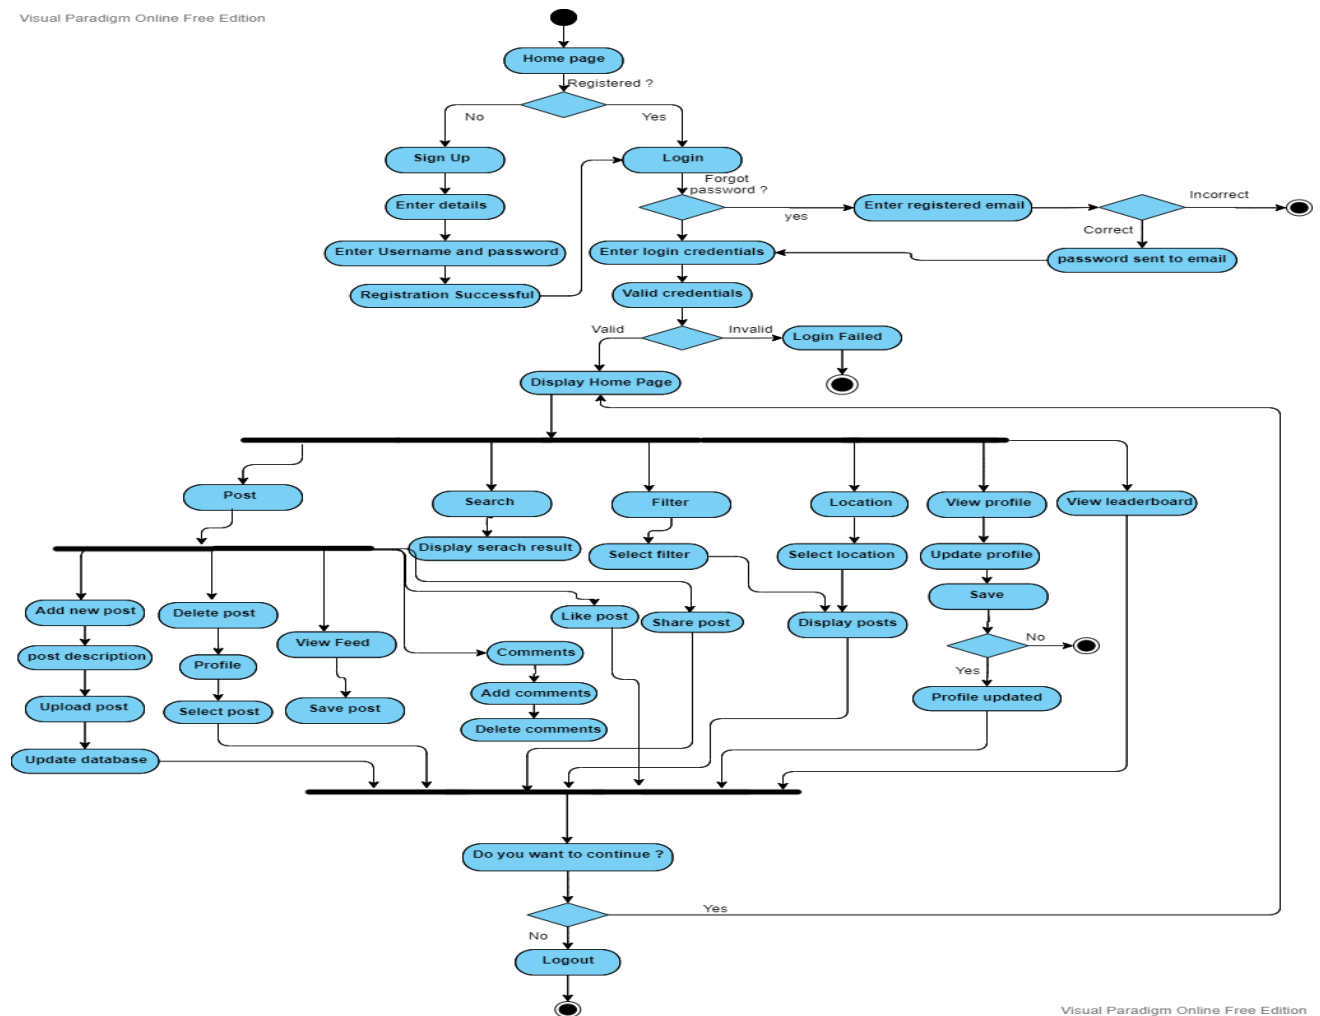 Visual Paradigm Online Free Edition
Home page
Registered ?
No
Yes
Sign Up
Login
Forgot
password ?
Incorrect
Enter details
yes
Enter registered email
Correct
Enter Username and password
Enter login credentials
password sent to email
Registration Successful
Valid credentials
Valid
Invalid
Login Failed
Display Home Page
Post
Search
Filter
Location
View profile
View leaderboard
Display serach result
Select filter
Select location
Update profile
Save
Add new post
Delete post
Like post
Share post
Display posts
View Feed
No
post description
Profile
Comments
Yes
Add comments
Profile updated
Upload post
Select post
Save post
Delete comments
Update database
Do you want to continue ?
Yes
No
Logout
Visual Paradigm Online Free Edition